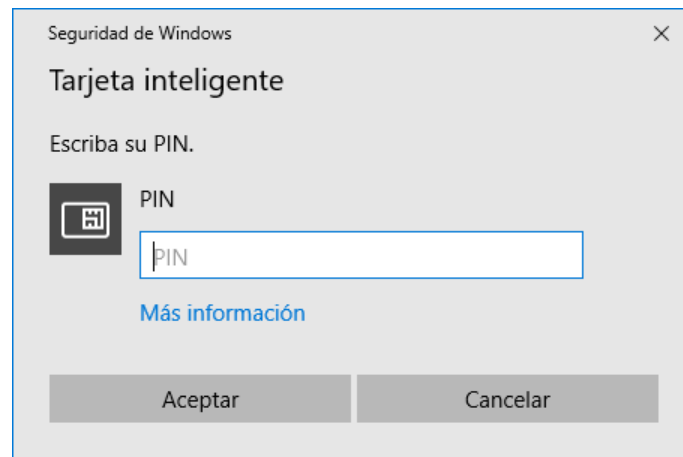 Seguridad de Windows
Tarjeta inteligente
Escriba su PIN.
PIN
PIN
Más información
Aceptar
Cancelar